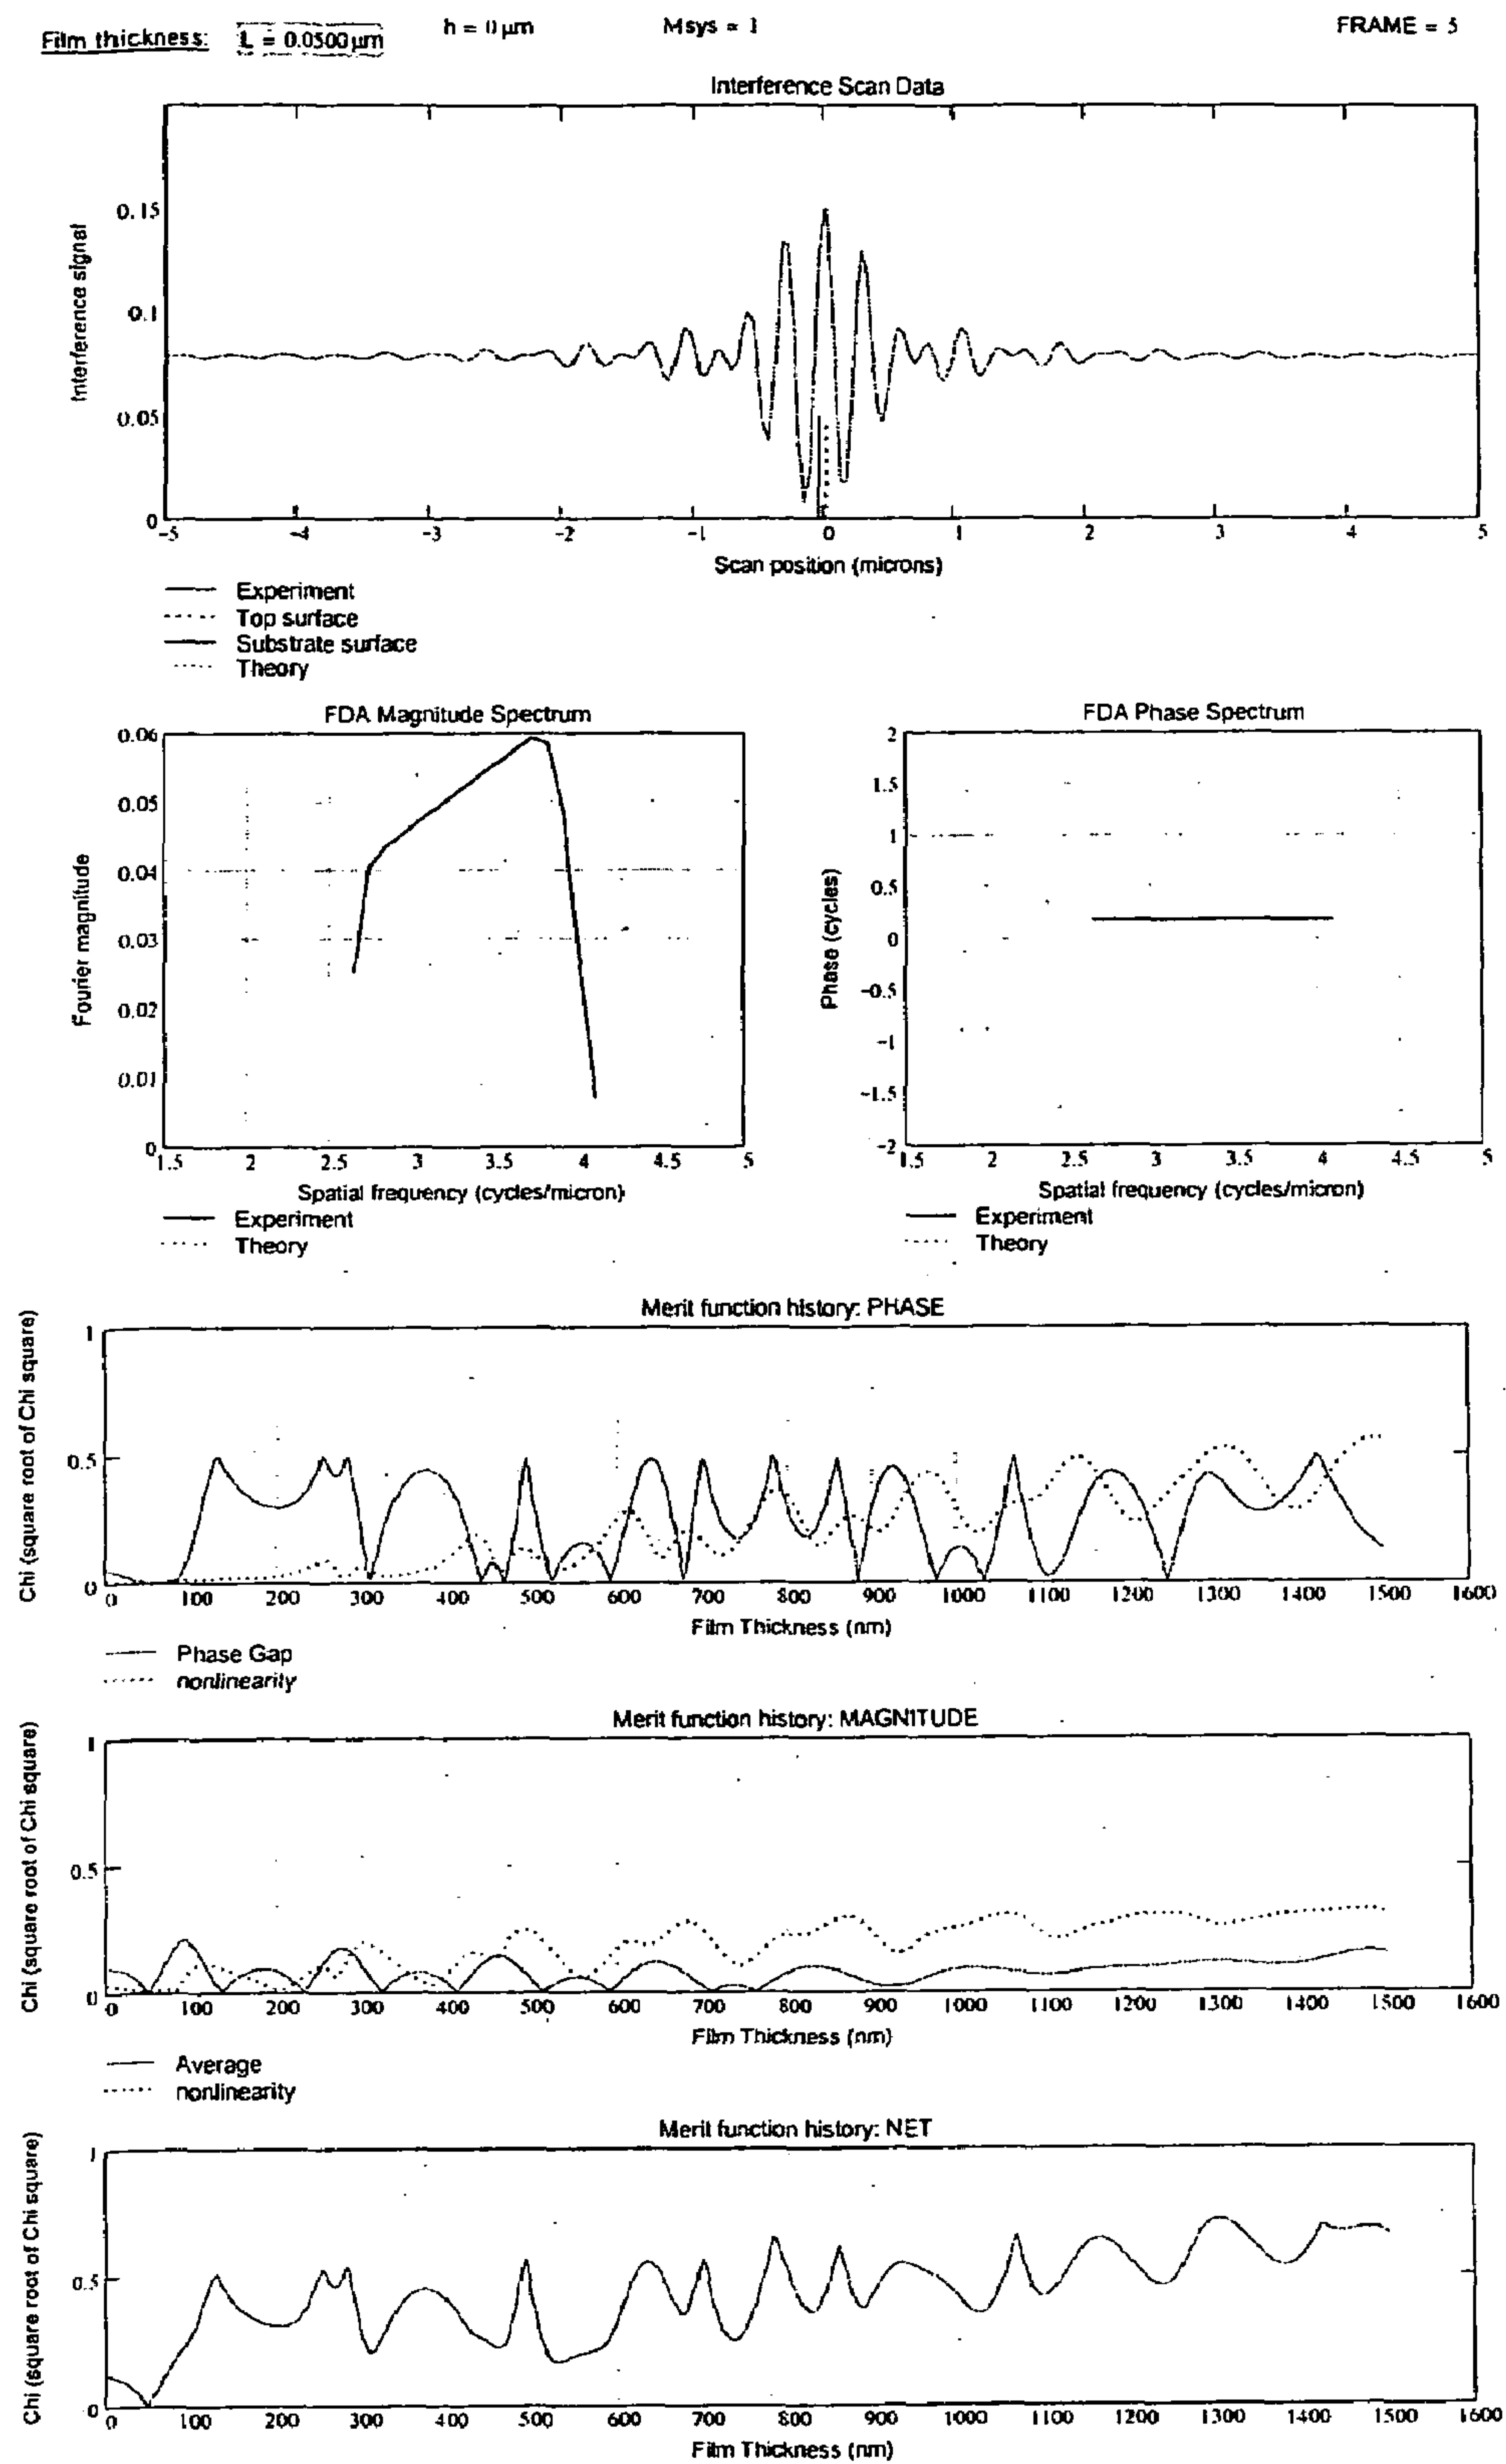 Film thickness: L = 0.0500 µm h = 0 µm Msys = 1 FRAME = 5
Interference Scan Data
Interference signal
0.15
0.1
0.05
0
-5 -4 -3 -2 -1 0 1 2 3 4 5
Scan position (microns)
Experiment
Top surface
Substrate surface
Theory
FDA Magnitude Spectrum
Fourier magnitude
0.06
0.05
0.04
0.03
0.02
0.01
0
1.5 2 2.5 3 3.5 4 4.5 5
Spatial frequency (cycles/micron)
Experiment
Theory
FDA Phase Spectrum
Phase (cycles)
2
1.5
1
0.5
0
-0.5
-1
-1.5
-2
1.5 2 2.5 3 3.5 4 4.5 5
Spatial frequency (cycles/micron)
Experiment
Theory
Merit function history: PHASE
Chi (square root of Chi square)
1
0.5
0
0 100 200 300 400 500 600 700 800 900 1000 1100 1200 1300 1400 1500 1600
Film Thickness (nm)
Phase Gap
nonlinearity
Merit function history: MAGNITUDE
Chi (square root of Chi square)
1
0.5
0
0 100 200 300 400 500 600 700 800 900 1000 1100 1200 1300 1400 1500 1600
Film Thickness (nm)
Average
nonlinearity
Merit function history: NET
Chi (square root of Chi square)
1
0.5
0
0 100 200 300 400 500 600 700 800 900 1000 1100 1200 1300 1400 1500 1600
Film Thickness (nm)